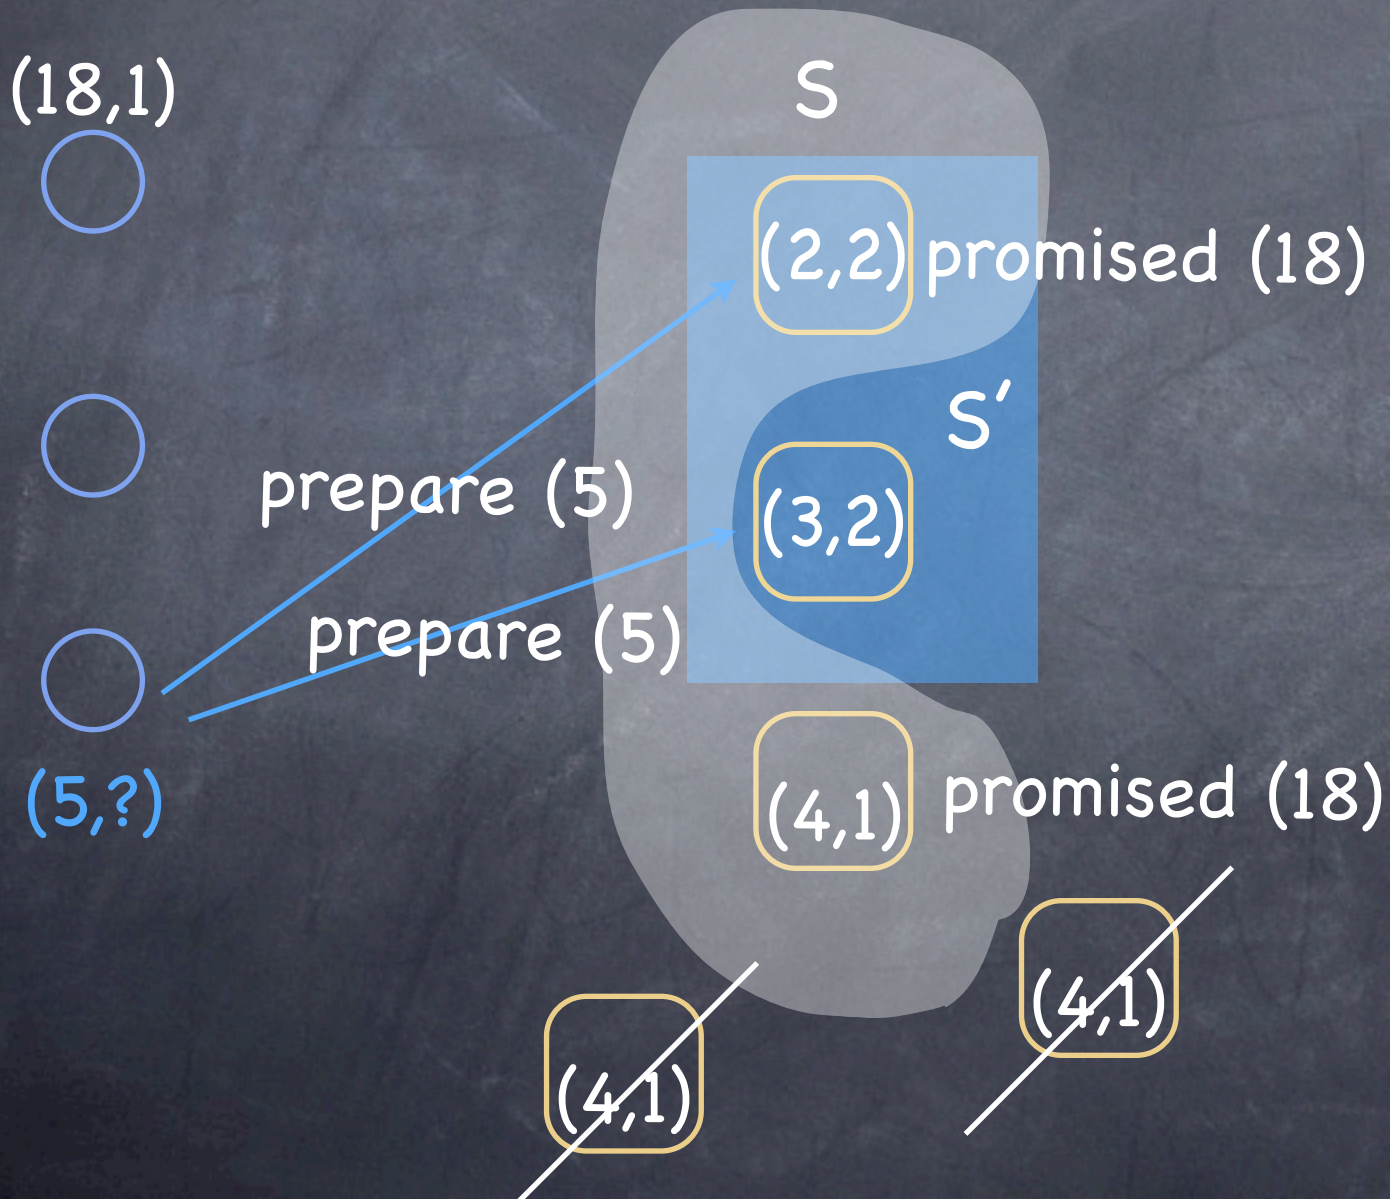 (18,1)
S
(2,2) promised (18)
S′
prepare (5)
(3,2)
prepare (5)
(5,?)
(4,1) promised (18)
(4,1)
(4,1)